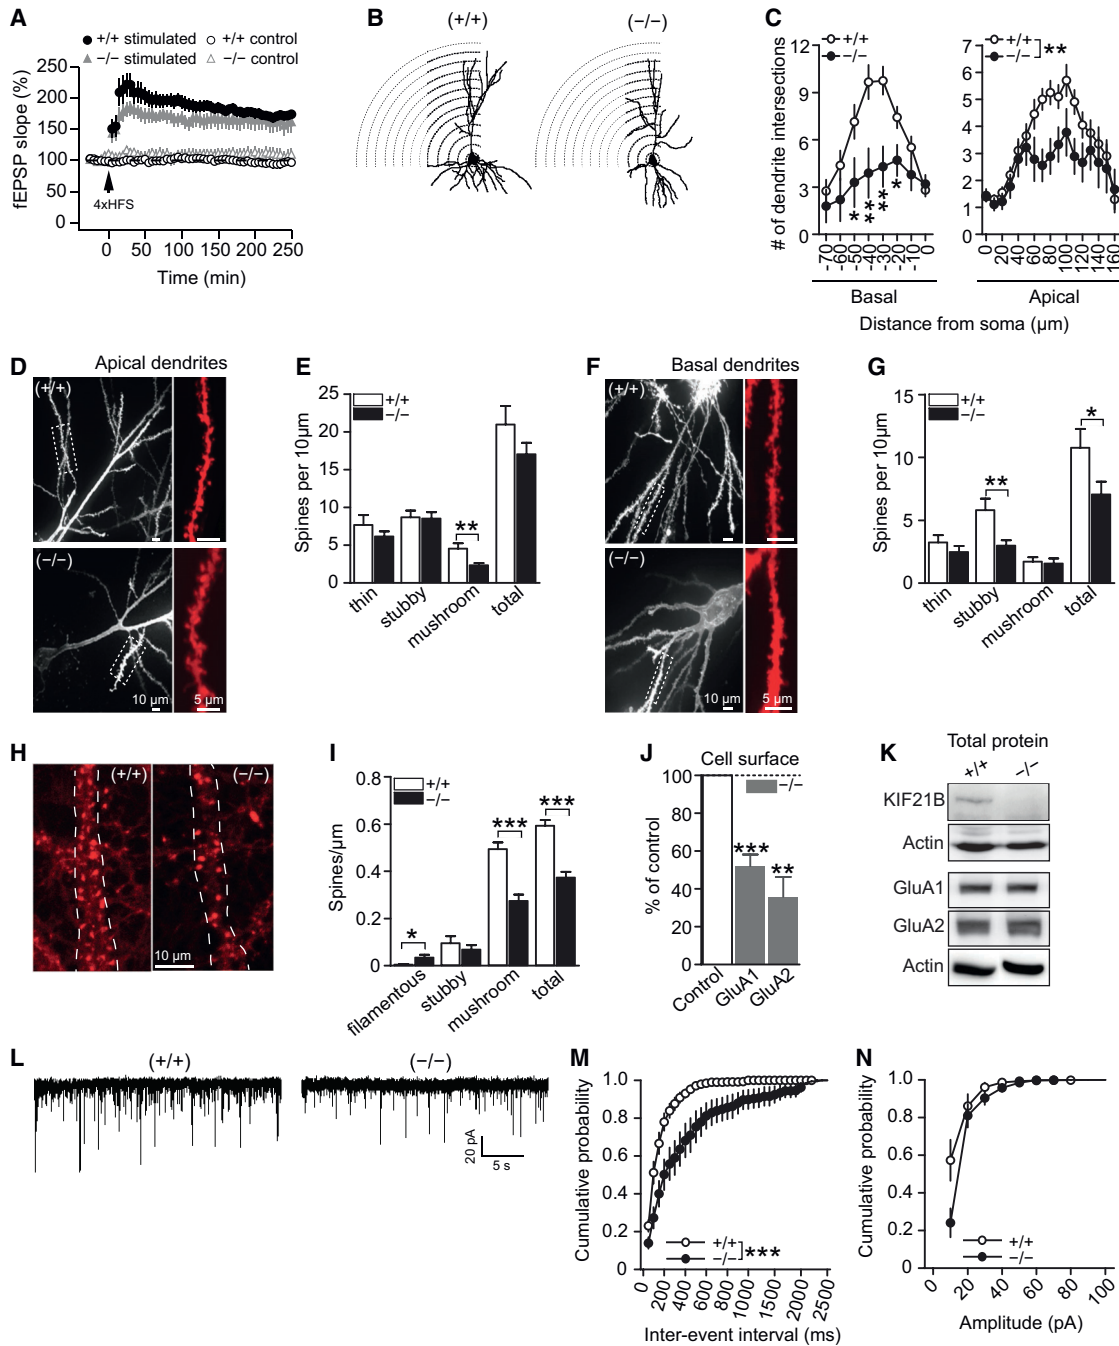 A
+/+ stimulated
+/+ control
−/− stimulated
−/− control
fEPSP slope (%)
250
200
150
100
50
0
4xHFS
0
50
100
150
200
250
Time (min)
B
(+/+)
(−/−)
C
# of dendrite intersections
12
9
6
3
0
+/+
−/−
*
**
**
*
-70
-60
-50
-40
-30
-20
-10
0
Basal
7
6
5
4
3
2
1
0
+/+
−/−
**
0
20
40
60
80
100
120
140
160
Apical
Distance from soma (µm)
D
Apical dendrites
(+/+)
(−/−)
10 µm
5 µm
E
Spines per 10µm
25
20
15
10
5
0
+/+
−/−
**
thin
stubby
mushroom
total
F
Basal dendrites
(+/+)
(−/−)
10 µm
5 µm
G
Spines per 10µm
15
10
5
0
+/+
−/−
**
*
thin
stubby
mushroom
total
H
(+/+)
(−/−)
10 µm
I
Spines/µm
0.6
0.4
0.2
0
+/+
−/−
*
***
***
filamentous
stubby
mushroom
total
J
Cell surface
% of control
100
80
60
40
20
0
−/−
***
**
Control
GluA1
GluA2
K
Total protein
+/+
−/−
KIF21B
Actin
GluA1
GluA2
Actin
L
(+/+)
(−/−)
20 pA
5 s
M
Cumulative probability
1.0
0.8
0.6
0.4
0.2
0
+/+
−/−
***
0
200
400
600
1000
1500
2000
2500
Inter-event interval (ms)
N
Cumulative probability
1.0
0.8
0.6
0.4
0.2
0
+/+
−/−
0
20
40
60
80
100
Amplitude (pA)